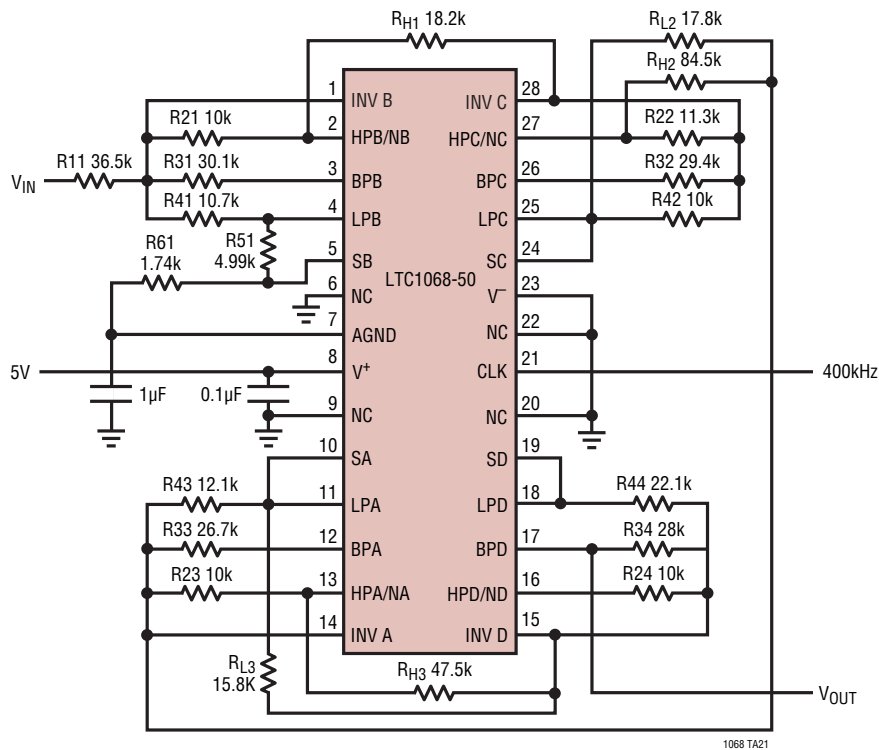 RH1 18.2k
RL2 17.8k
RH2 84.5k
1
INV B
INV C
28
R21 10k
2
HPB/NB
HPC/NC
27
R22 11.3k
VIN
R11 36.5k
R31 30.1k
3
BPB
BPC
26
R32 29.4k
R41 10.7k
4
LPB
LPC
25
R42 10k
R61
1.74k
R51
4.99k
5
SB
SC
24
LTC1068-50
6
NC
V–
23
7
AGND
NC
22
5V
8
V+
CLK
21
400kHz
1µF
0.1µF
9
NC
NC
20
10
SA
SD
19
R43 12.1k
11
LPA
LPD
18
R44 22.1k
R33 26.7k
12
BPA
BPD
17
R34 28k
R23 10k
13
HPA/NA
HPD/ND
16
R24 10k
14
INV A
INV D
15
RL3
15.8K
RH3 47.5k
VOUT
1068 TA21